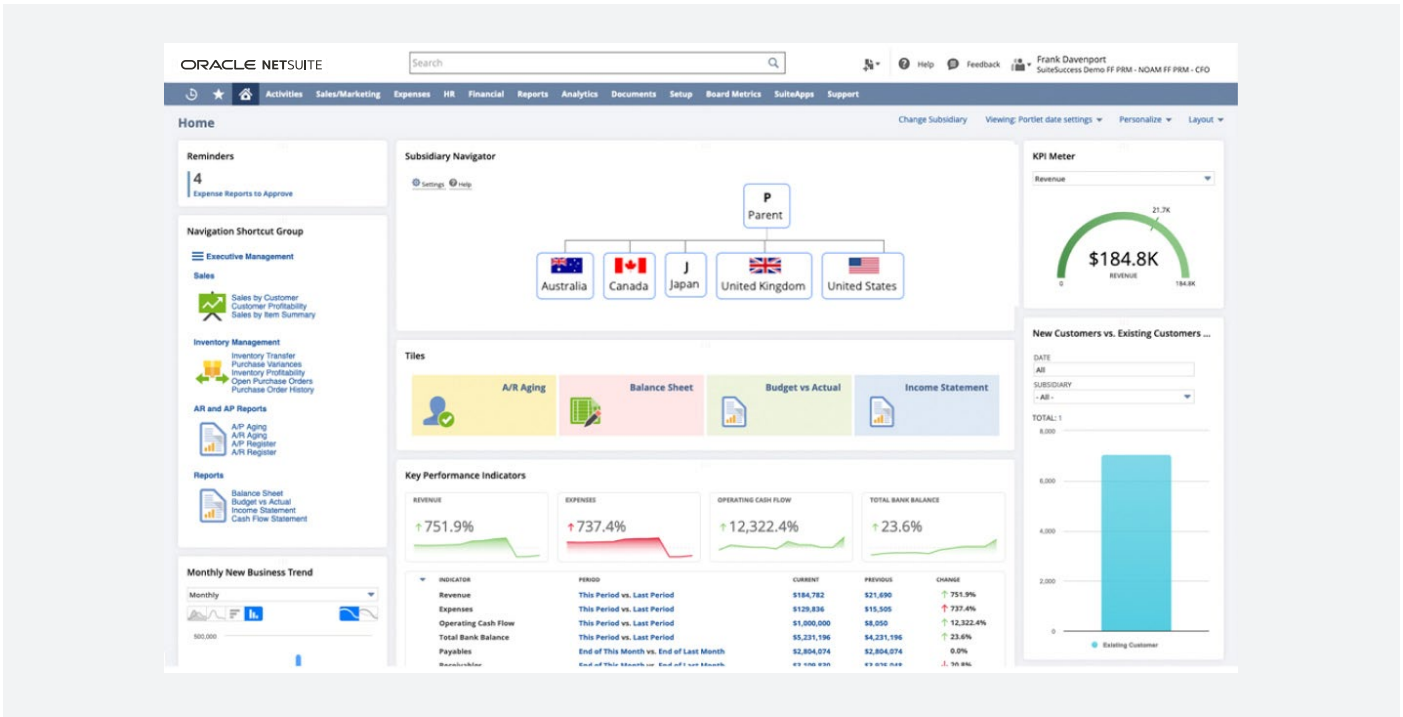 ORACLE NETSUITE
Search
Help
Feedback
Frank Davenport
SuiteSuccess Demo FF PRM - NOAM FF PRM - CFO
Activities Sales/Marketing Expenses HR Financial Reports Analytics Documents Setup Board Metrics SuiteApps Support
Home
Change Subsidiary
Viewing: Portlet date settings
Personalize
Layout
Reminders
4
Expense Reports to Approve
Navigation Shortcut Group
Executive Management
Sales
Sales by Customer
Customer Profitability
Sales by Item Summary
Inventory Management
Inventory Transfer
Purchase Variances
Inventory Profitability
Open Purchase Orders
Purchase Order History
AR and AP Reports
A/P Aging
A/R Aging
A/P Register
A/R Register
Reports
Balance Sheet
Budget vs Actual
Income Statement
Cash Flow Statement
Monthly New Business Trend
Monthly
500,000
Subsidiary Navigator
Settings Help
P
Parent
Australia
Canada
J
Japan
United Kingdom
United States
Tiles
A/R Aging
Balance Sheet
Budget vs Actual
Income Statement
Key Performance Indicators
REVENUE
751.9%
EXPENSES
737.4%
OPERATING CASH FLOW
12,322.4%
TOTAL BANK BALANCE
23.6%
INDICATOR PERIOD CURRENT PREVIOUS CHANGE
Revenue This Period vs. Last Period $184,782 $21,690 751.9%
Expenses This Period vs. Last Period $129,836 $15,505 737.4%
Operating Cash Flow This Period vs. Last Period $1,000,000 $8,050 12,322.4%
Total Bank Balance This Period vs. Last Period $5,231,196 $4,231,196 23.6%
Payables End of This Month vs. End of Last Month $2,804,074 $2,804,074 0.0%
Receivables End of This Month vs. End of Last Month 20.8%
KPI Meter
Revenue
21.7K
$184.8K
REVENUE
0
184.8K
New Customers vs. Existing Customers ...
DATE
All
SUBSIDIARY
- All -
TOTAL: 1
8,000
6,000
4,000
2,000
0
Existing Customer